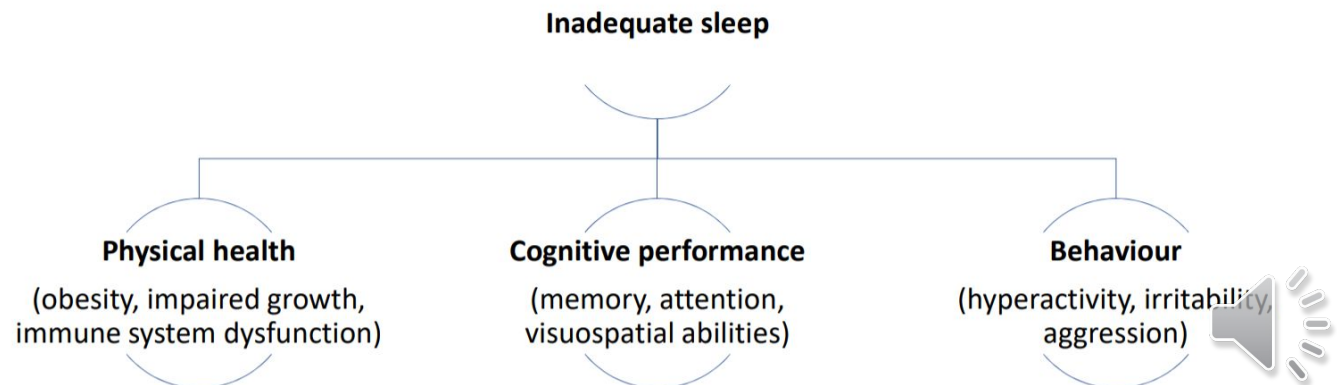 Inadequate sleep
Physical health
(obesity, impaired growth,
immune system dysfunction)
Cognitive performance
(memory, attention,
visuospatial abilities)
Behaviour
(hyperactivity, irritability,
aggression)